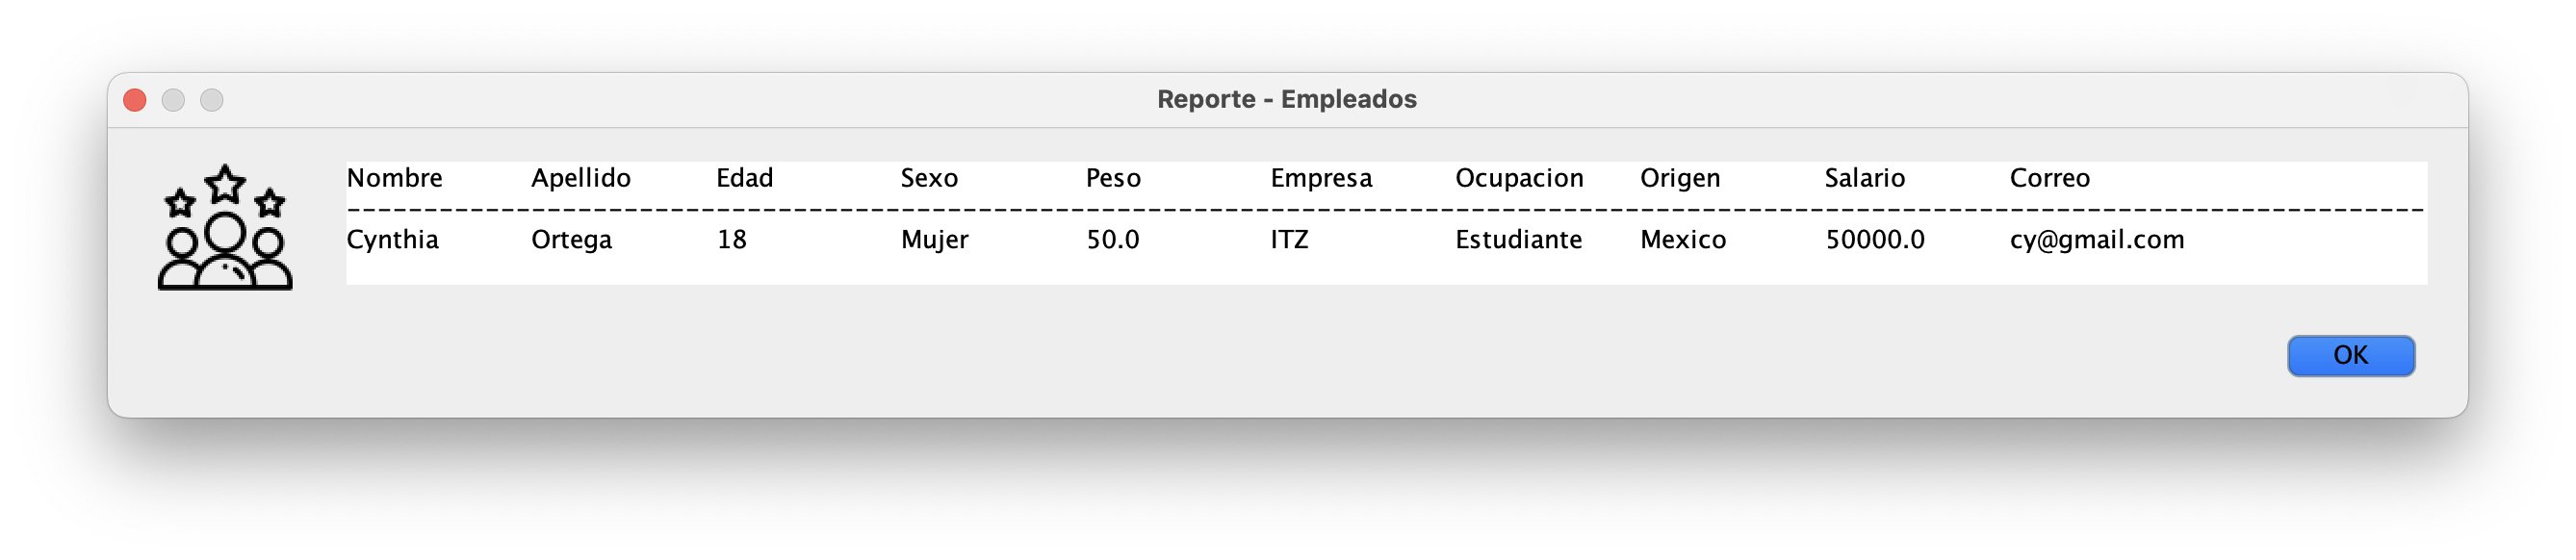 Reporte - Empleados
Nombre Apellido Edad Sexo Peso Empresa Ocupacion Origen Salario Correo
------------------------------------------------------------------------------------------------------------------
Cynthia Ortega 18 Mujer 50.0 ITZ Estudiante Mexico 50000.0 cy@gmail.com
OK